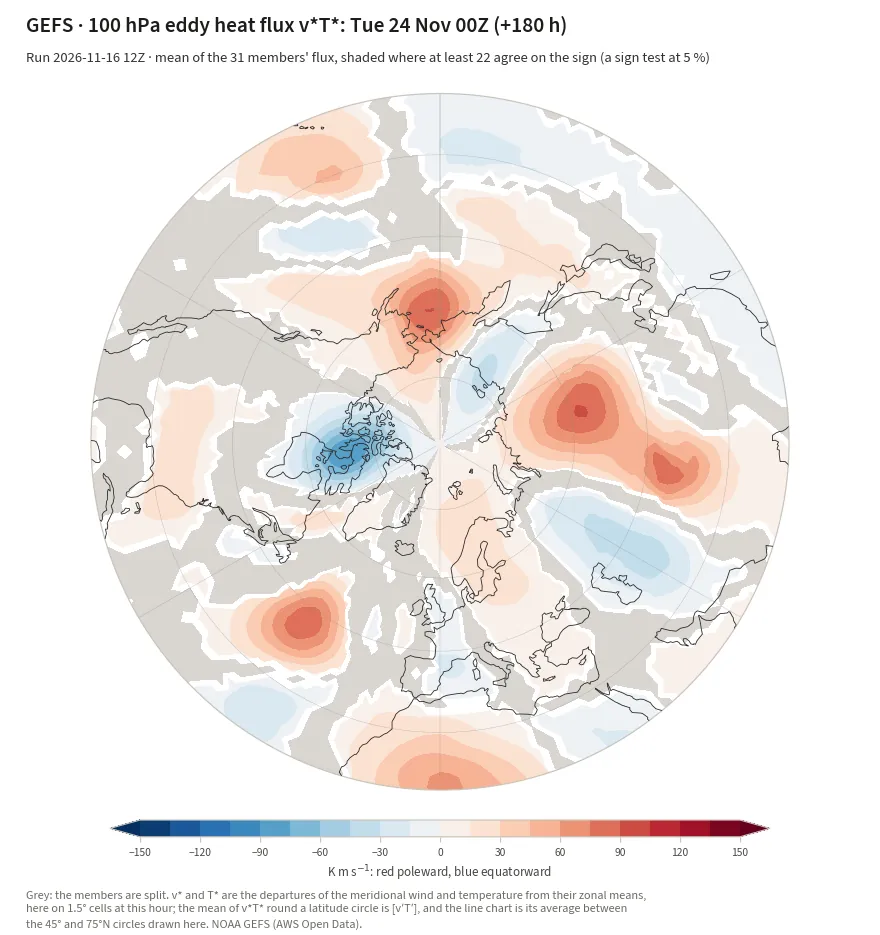 GEFS · 100 hPa eddy heat flux v*T*: Tue 24 Nov 00Z (+180 h)
Run 2026-11-16 12Z · mean of the 31 members' flux, shaded where at least 22 agree on the sign (a sign test at 5 %)
−150 −120 −90 −60 −30 0 30 60 90 120 150
K m s⁻¹: red poleward, blue equatorward
Grey: the members are split. v* and T* are the departures of the meridional wind and temperature from their zonal means,
here on 1.5° cells at this hour; the mean of v*T* round a latitude circle is [v'T'], and the line chart is its average between
the 45° and 75°N circles drawn here. NOAA GEFS (AWS Open Data).